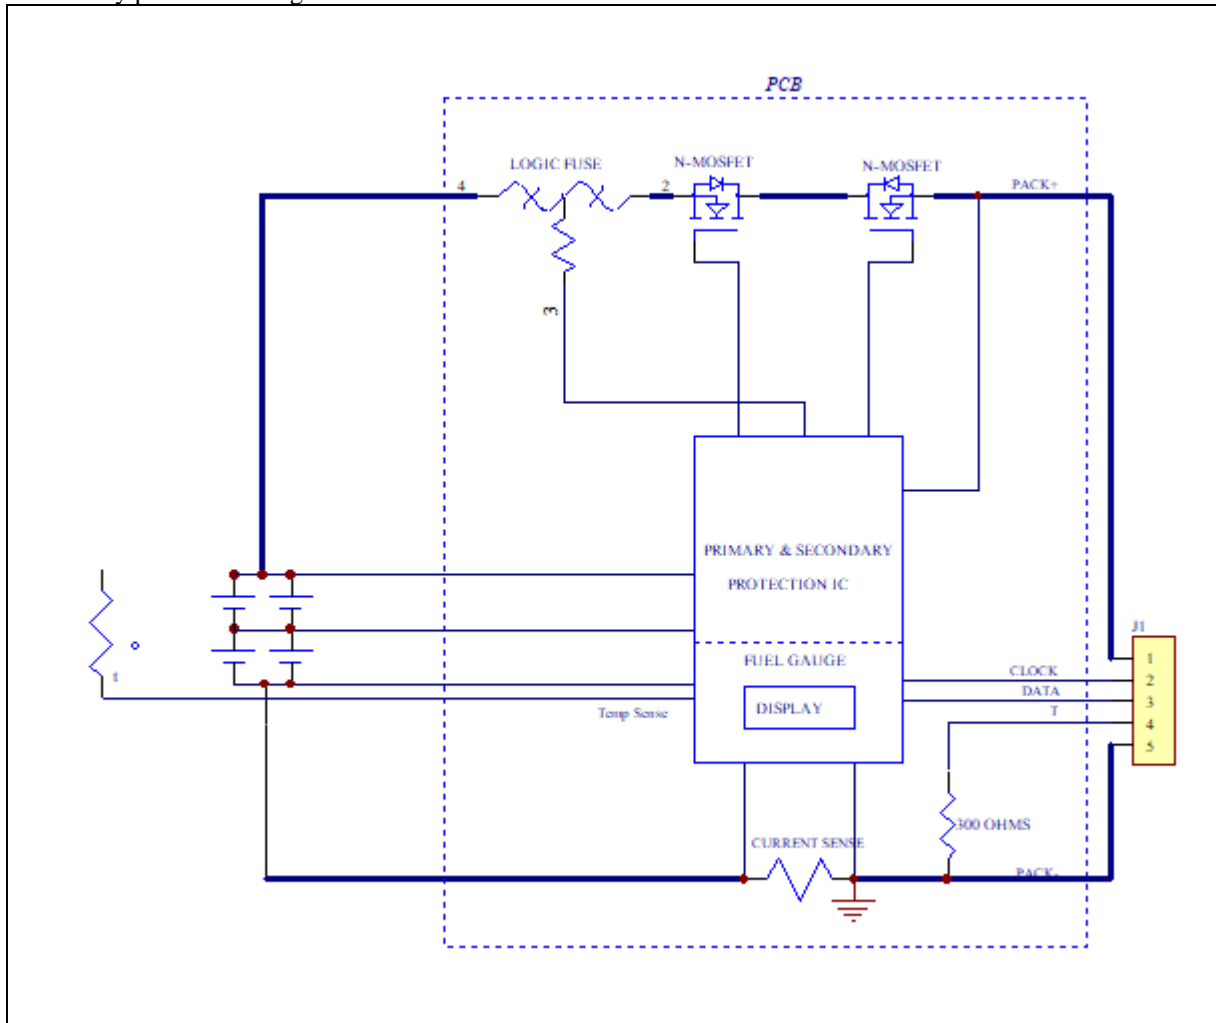 PCB
LOGIC FUSE
N-MOSFET
N-MOSFET
4
2
PACK+
3
PRIMARY & SECONDARY
PROTECTION IC
J1
1
FUEL GAUGE
CLOCK
2
t
DATA
3
Temp Sense
DISPLAY
T
4
5
300 OHMS
CURRENT SENSE
PACK-